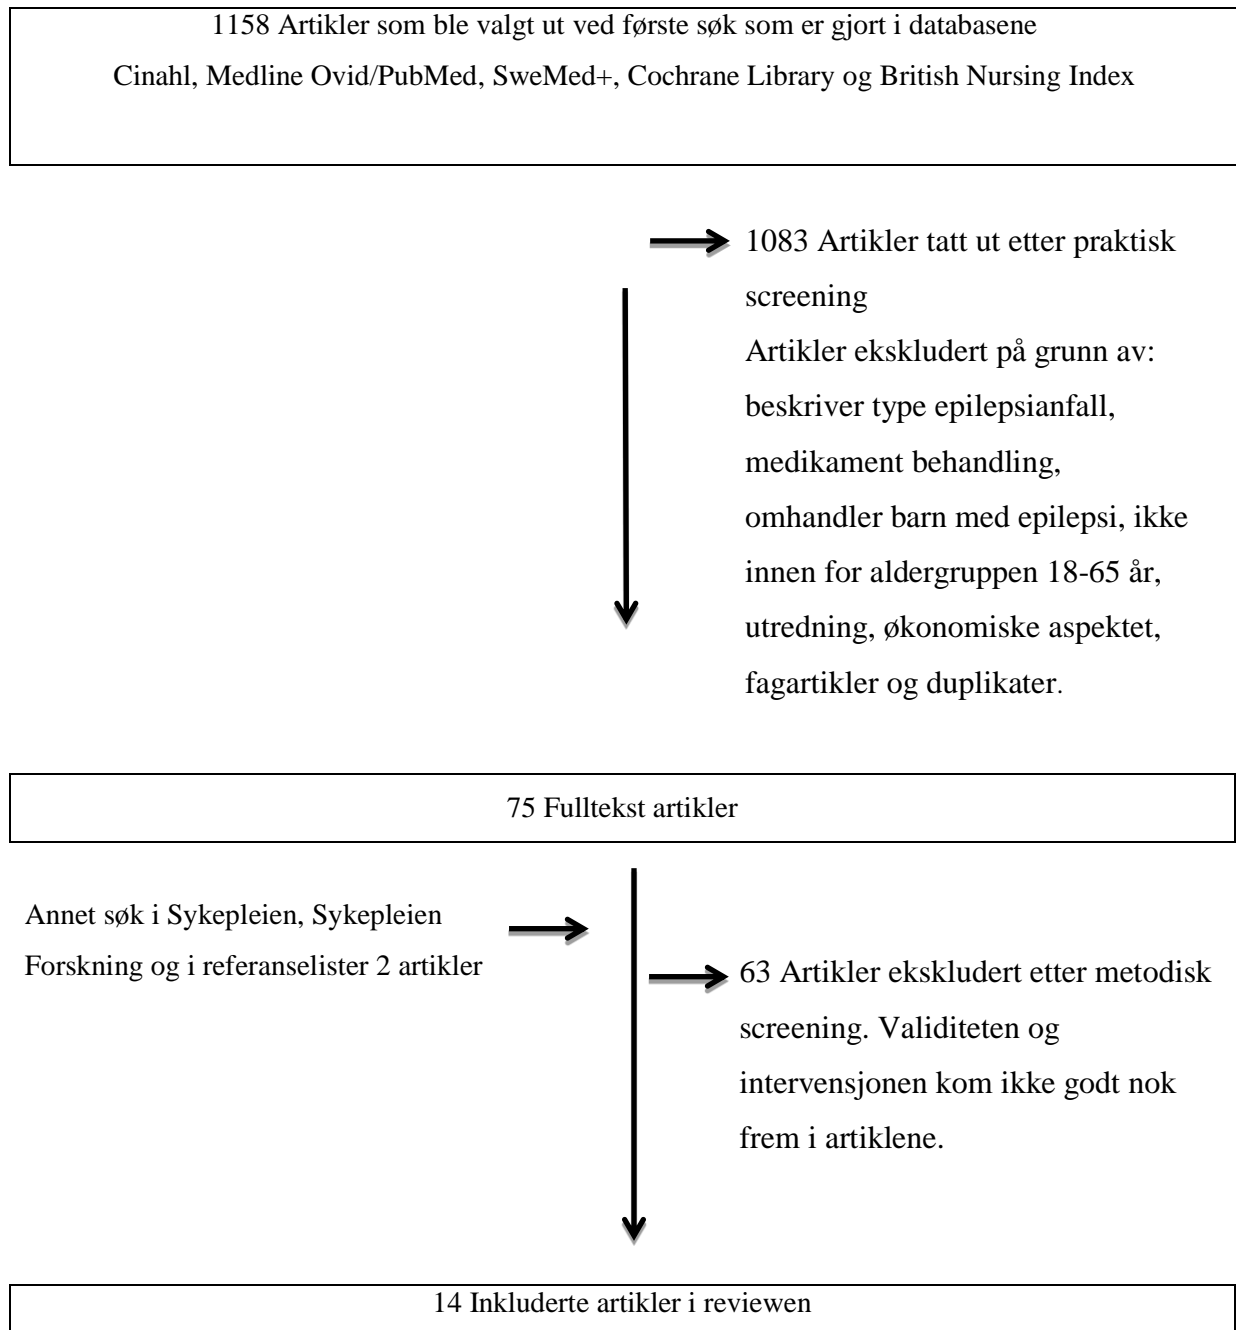 1158 Artikler som ble valgt ut ved første søk som er gjort i databasene
Cinahl, Medline Ovid/PubMed, SweMed+, Cochrane Library og British Nursing Index
1083 Artikler tatt ut etter praktisk
screening
Artikler ekskludert på grunn av:
beskriver type epilepsianfall,
medikament behandling,
omhandler barn med epilepsi, ikke
innen for aldergruppen 18-65 år,
utredning, økonomiske aspektet,
fagartikler og duplikater.
75 Fulltekst artikler
Annet søk i Sykepleien, Sykepleien
Forskning og i referanselister 2 artikler
63 Artikler ekskludert etter metodisk
screening. Validiteten og
intervensjonen kom ikke godt nok
frem i artiklene.
14 Inkluderte artikler i reviewen